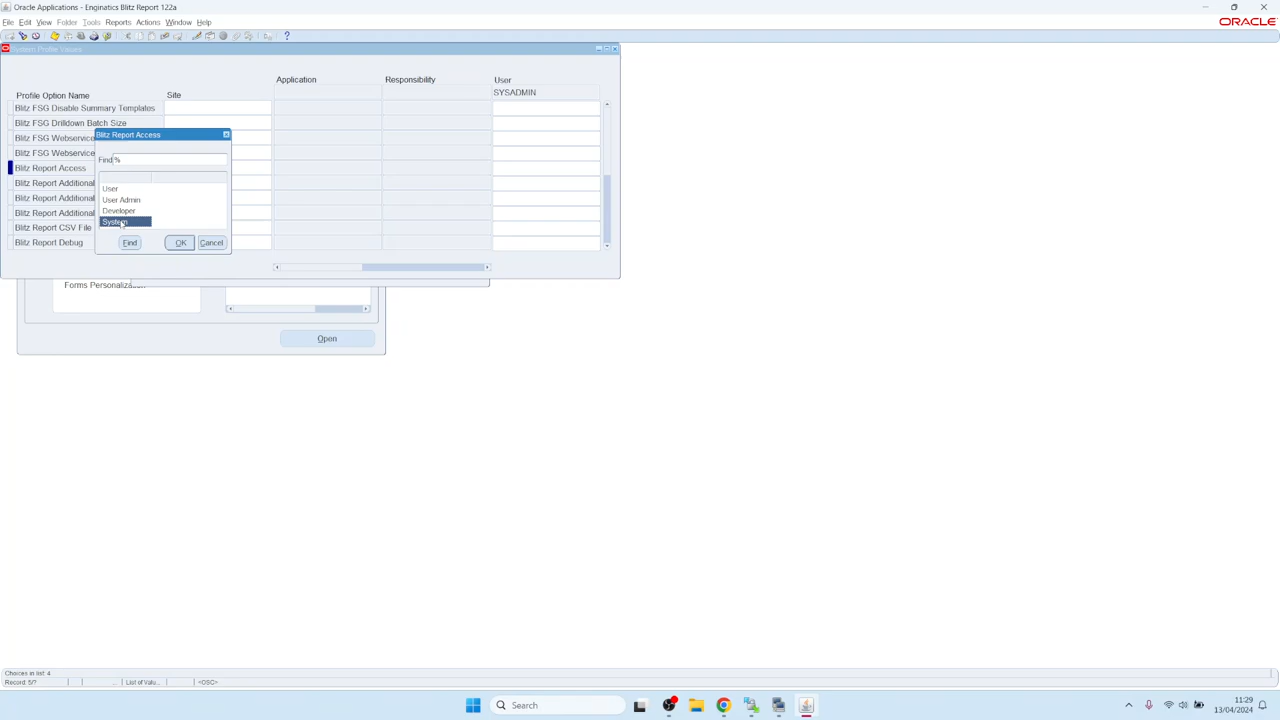 Oracle Applications - Enginatics Blitz Report 122a
File Edit View Folder Tools Reports Actions Window Help
ORACLE
System Profile Values
Application Responsibility User
Profile Option Name Site SYSADMIN
Blitz FSG Disable Summary Templates
Blitz FSG Drilldown Batch Size
Blitz FSG Webservice
Blitz FSG Webservice
Blitz Report Access
Blitz Report Additional
Blitz Report Additional
Blitz Report Additional
Blitz Report CSV File
Blitz Report Debug
Blitz Report Access
Find %
User
User Admin
Developer
System
Find OK Cancel
Forms Personalization
Open
Choices in list: 4
Record: 5/? ... List of Valu... <OSC>
Search
11:29
13/04/2024